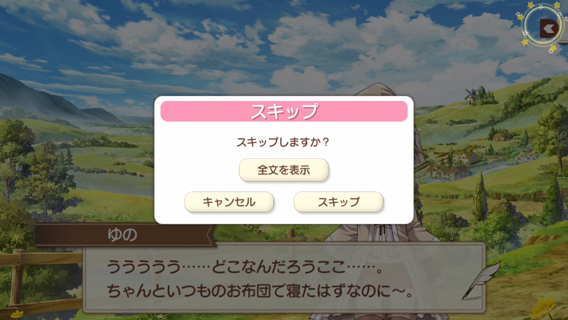 スキップ
スキップしますか？
全文を表示
キャンセル
スキップ
ゆの
うううう う……どこなんだろうここ……。
ちゃんといつものお布団で寝たはずなのに～。